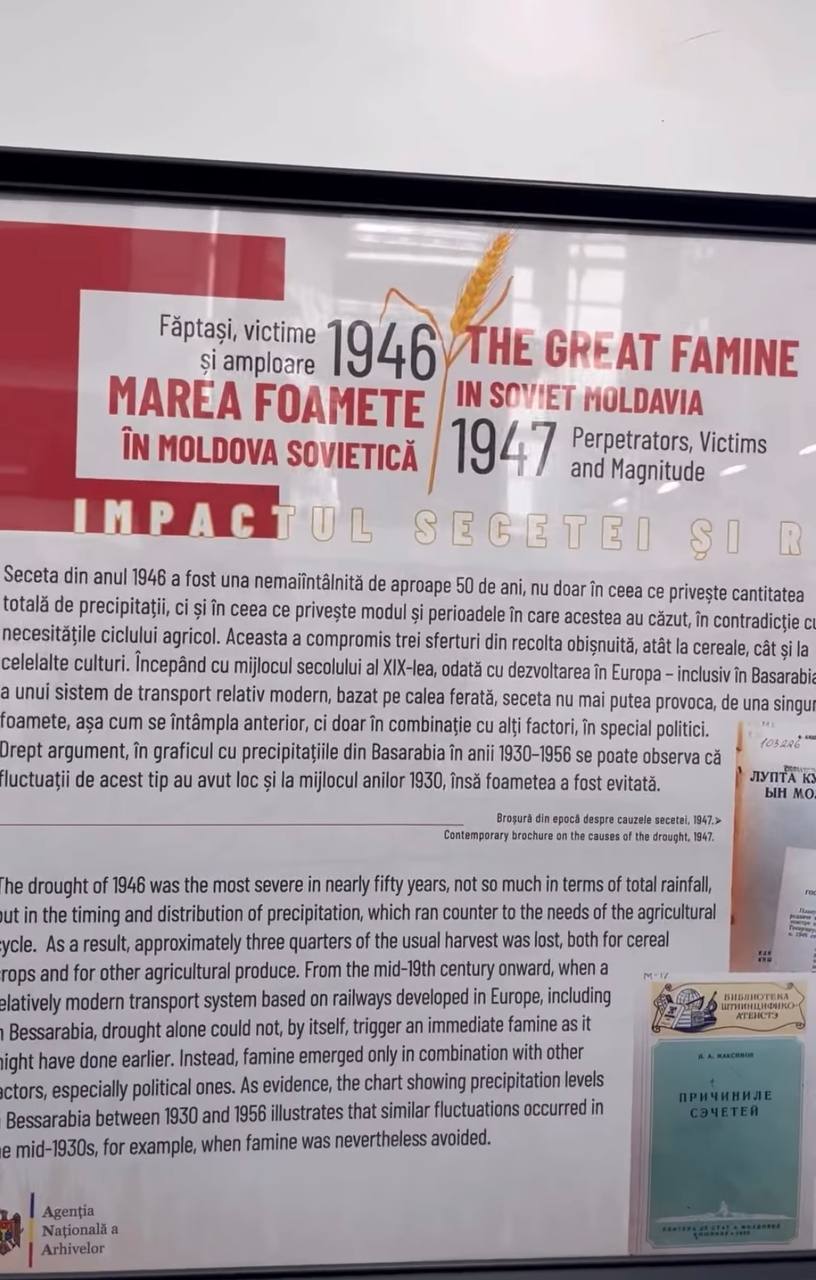 Făptași, victime
și amploare
1946
MAREA FOAMETE
ÎN MOLDOVA SOVIETICĂ
THE GREAT FAMINE
IN SOVIET MOLDAVIA
1947
Perpetrators, Victims
and Magnitude
IMPACTUL SECETEI ȘI R
Seceta din anul 1946 a fost una nemaiîntâlnită de aproape 50 de ani, nu doar în ceea ce privește cantitatea
totală de precipitații, ci și în ceea ce privește modul și perioadele în care acestea au căzut, în contradicție cu
necesitățile ciclului agricol. Aceasta a compromis trei sferturi din recolta obișnuită, atât la cereale, cât și la
celelalte culturi. Începând cu mijlocul secolului al XIX-lea, odată cu dezvoltarea în Europa – inclusiv în Basarabia
a unui sistem de transport relativ modern, bazat pe calea ferată, seceta nu mai putea provoca, de una singur
foamete, așa cum se întâmpla anterior, ci doar în combinație cu alți factori, în special politici.
Drept argument, în graficul cu precipitațiile din Basarabia în anii 1930–1956 se poate observa că
fluctuații de acest tip au avut loc și la mijlocul anilor 1930, însă foametea a fost evitată.
Broșură din epocă despre cauzele secetei, 1947.>
Contemporary brochure on the causes of the drought, 1947.
The drought of 1946 was the most severe in nearly fifty years, not so much in terms of total rainfall,
but in the timing and distribution of precipitation, which ran counter to the needs of the agricultural
cycle. As a result, approximately three quarters of the usual harvest was lost, both for cereal
crops and for other agricultural produce. From the mid-19th century onward, when a
relatively modern transport system based on railways developed in Europe, including
n Bessarabia, drought alone could not, by itself, trigger an immediate famine as it
might have done earlier. Instead, famine emerged only in combination with other
actors, especially political ones. As evidence, the chart showing precipitation levels
Bessarabia between 1930 and 1956 illustrates that similar fluctuations occurred in
e mid-1930s, for example, when famine was nevertheless avoided.
103226
ЛУПТА КУ
ЫН МО
М-17
БИБЛИОТЕКА
ШТИИНЦИФИКО-
АТЕИСТЭ
МАКСИМОВ
ПРИЧИНИЛЕ
СЭЧЕТЕЙ
Agenția
Națională a
Arhivelor